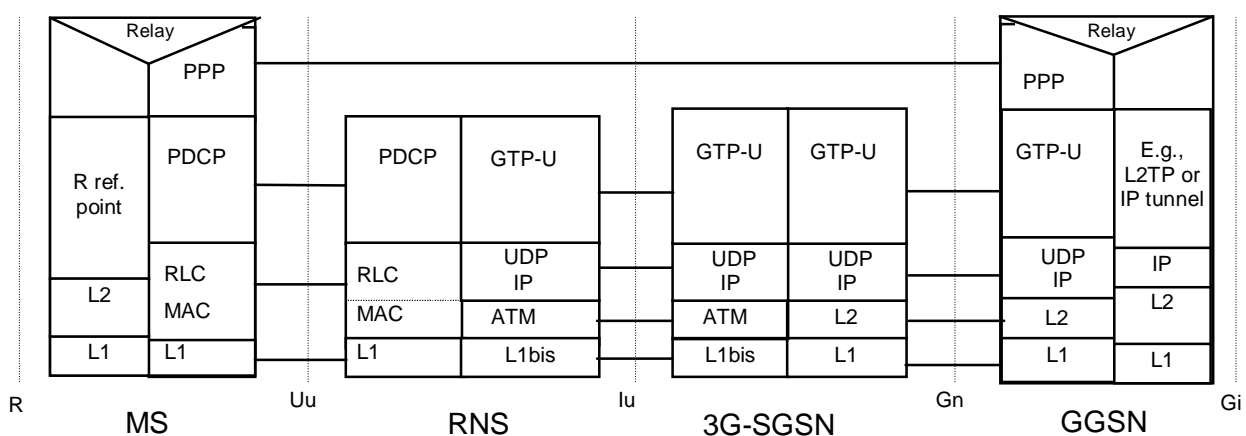 Relay
Relay
PPP
PPP
PDCP
R ref.
point
PDCP
GTP-U
GTP-U
GTP-U
GTP-U
E.g.,
L2TP or
IP tunnel
RLC
MAC
L2
RLC
MAC
UDP
IP
ATM
UDP
IP
ATM
UDP
IP
L2
UDP
IP
L2
IP
L2
L1
L1
L1
L1bis
L1bis
L1
L1
L1
R
Uu
Iu
Gn
Gi
MS
RNS
3G-SGSN
GGSN